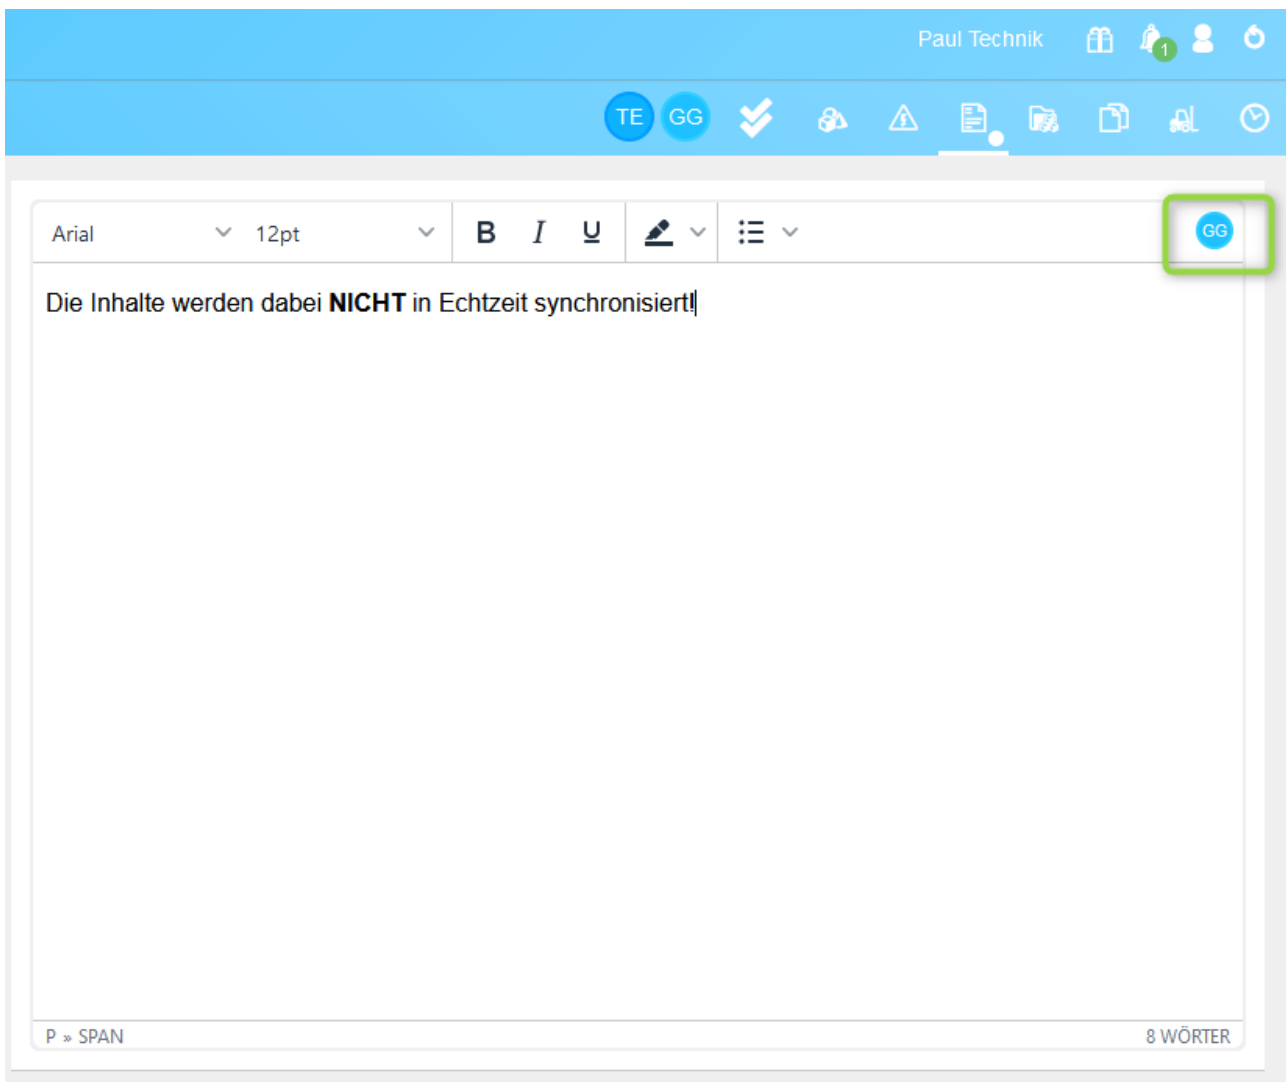 Paul Technik
1
TE GG
Arial 12pt B I U GG
Die Inhalte werden dabei NICHT in Echtzeit synchronisiert!
P » SPAN 8 WÖRTER